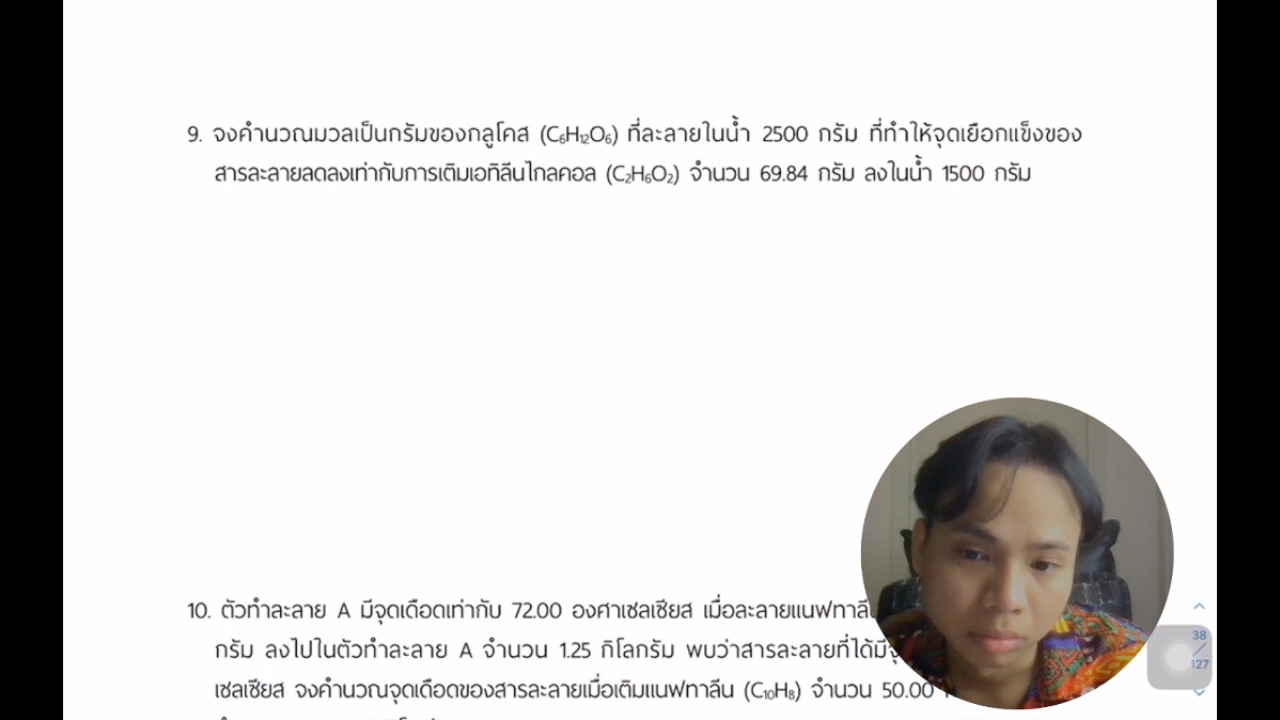 9. จงคำนวณมวลเป็นกรัมของกลูโคส (C₆H₁₂O₆) ที่ละลายในน้ำ 2500 กรัม ที่ทำให้จุดเยือกแข็งของ
สารละลายลดลงเท่ากับการเติมเอทิลีนไกลคอล (C₂H₆O₂) จำนวน 69.84 กรัม ลงในน้ำ 1500 กรัม
10. ตัวทำละลาย A มีจุดเดือดเท่ากับ 72.00 องศาเซลเซียส เมื่อละลายแนฟทาลีน
กรัม ลงไปในตัวทำละลาย A จำนวน 1.25 กิโลกรัม พบว่าสารละลายที่ได้มี
เซลเซียส จงคำนวณจุดเดือดของสารละลายเมื่อเติมแนฟทาลีน (C₁₀H₈) จำนวน 50.00
38
/
127